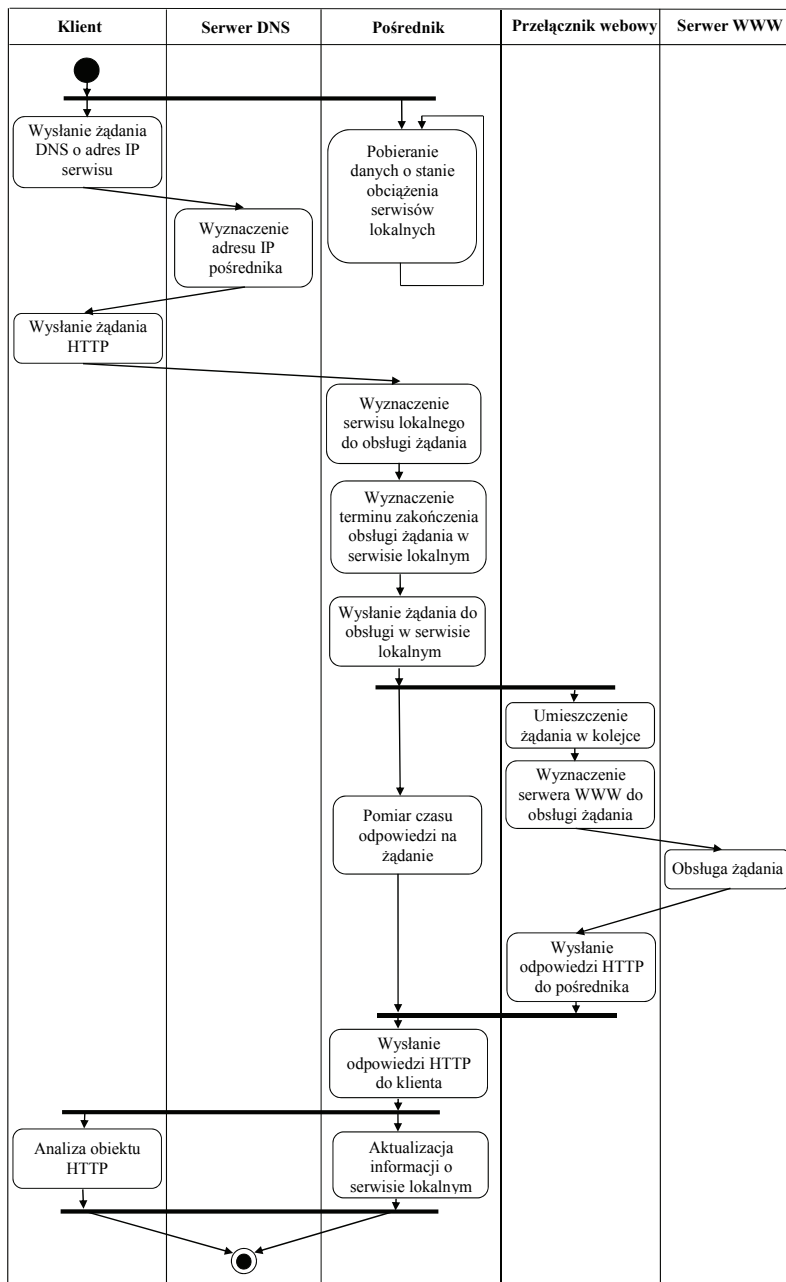 Klient
Serwer DNS
Pośrednik
Przełącznik webowy
Serwer WWW
Wysłanie żądania
DNS o adres IP
serwisu
Pobieranie
danych o stanie
obciążenia
serwisów
lokalnych
Wyznaczenie
adresu IP
pośrednika
Wysłanie żądania
HTTP
Wyznaczenie
serwisu lokalnego
do obsługi żądania
Wyznaczenie
terminu zakończenia
obsługi żądania w
serwisie lokalnym
Wysłanie żądania do
obsługi w serwisie
lokalnym
Umieszczenie
żądania w kolejce
Wyznaczenie
serwera WWW do
obsługi żądania
Pomiar czasu
odpowiedzi na
żądanie
Obsługa żądania
Wysłanie
odpowiedzi HTTP
do pośrednika
Wysłanie
odpowiedzi HTTP
do klienta
Analiza obiektu
HTTP
Aktualizacja
informacji o
serwisie lokalnym